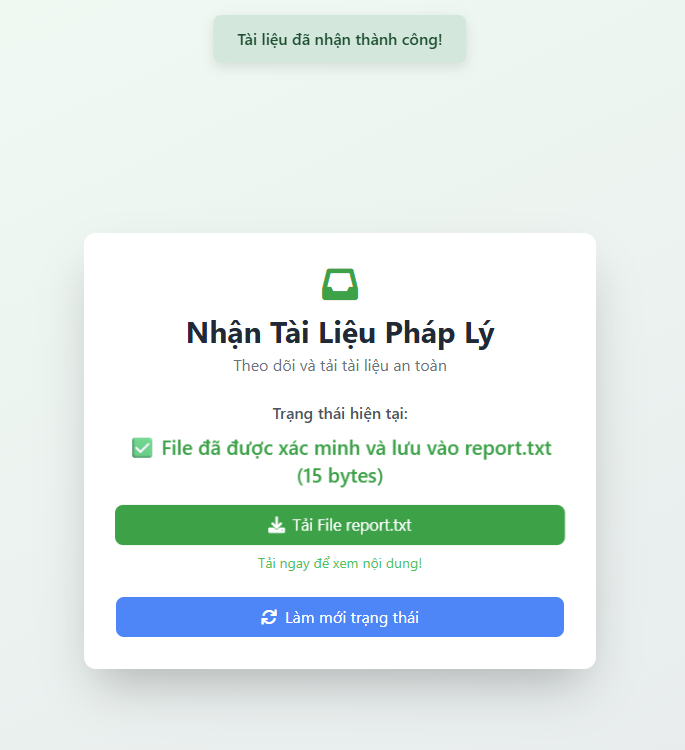 Tài liệu đã nhận thành công!
Nhận Tài Liệu Pháp Lý
Theo dõi và tải tài liệu an toàn
Trạng thái hiện tại:
✅ File đã được xác minh và lưu vào report.txt
(15 bytes)
Tải File report.txt
Tải ngay để xem nội dung!
Làm mới trạng thái